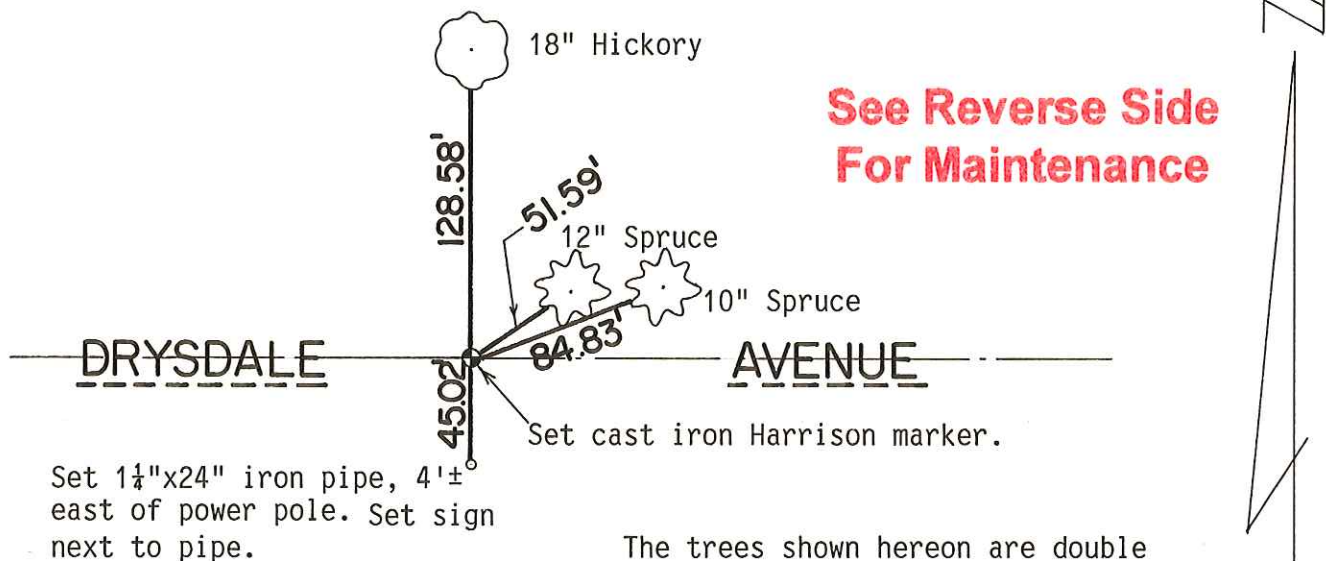 18" Hickory
See Reverse Side
For Maintenance
128.58'
51.59'
12" Spruce
10" Spruce
84.83'
DRYSDALE AVENUE
45.02'
Set cast iron Harrison marker.
Set 1¼"x24" iron pipe, 4'±
east of power pole. Set sign
next to pipe.
The trees shown hereon are double